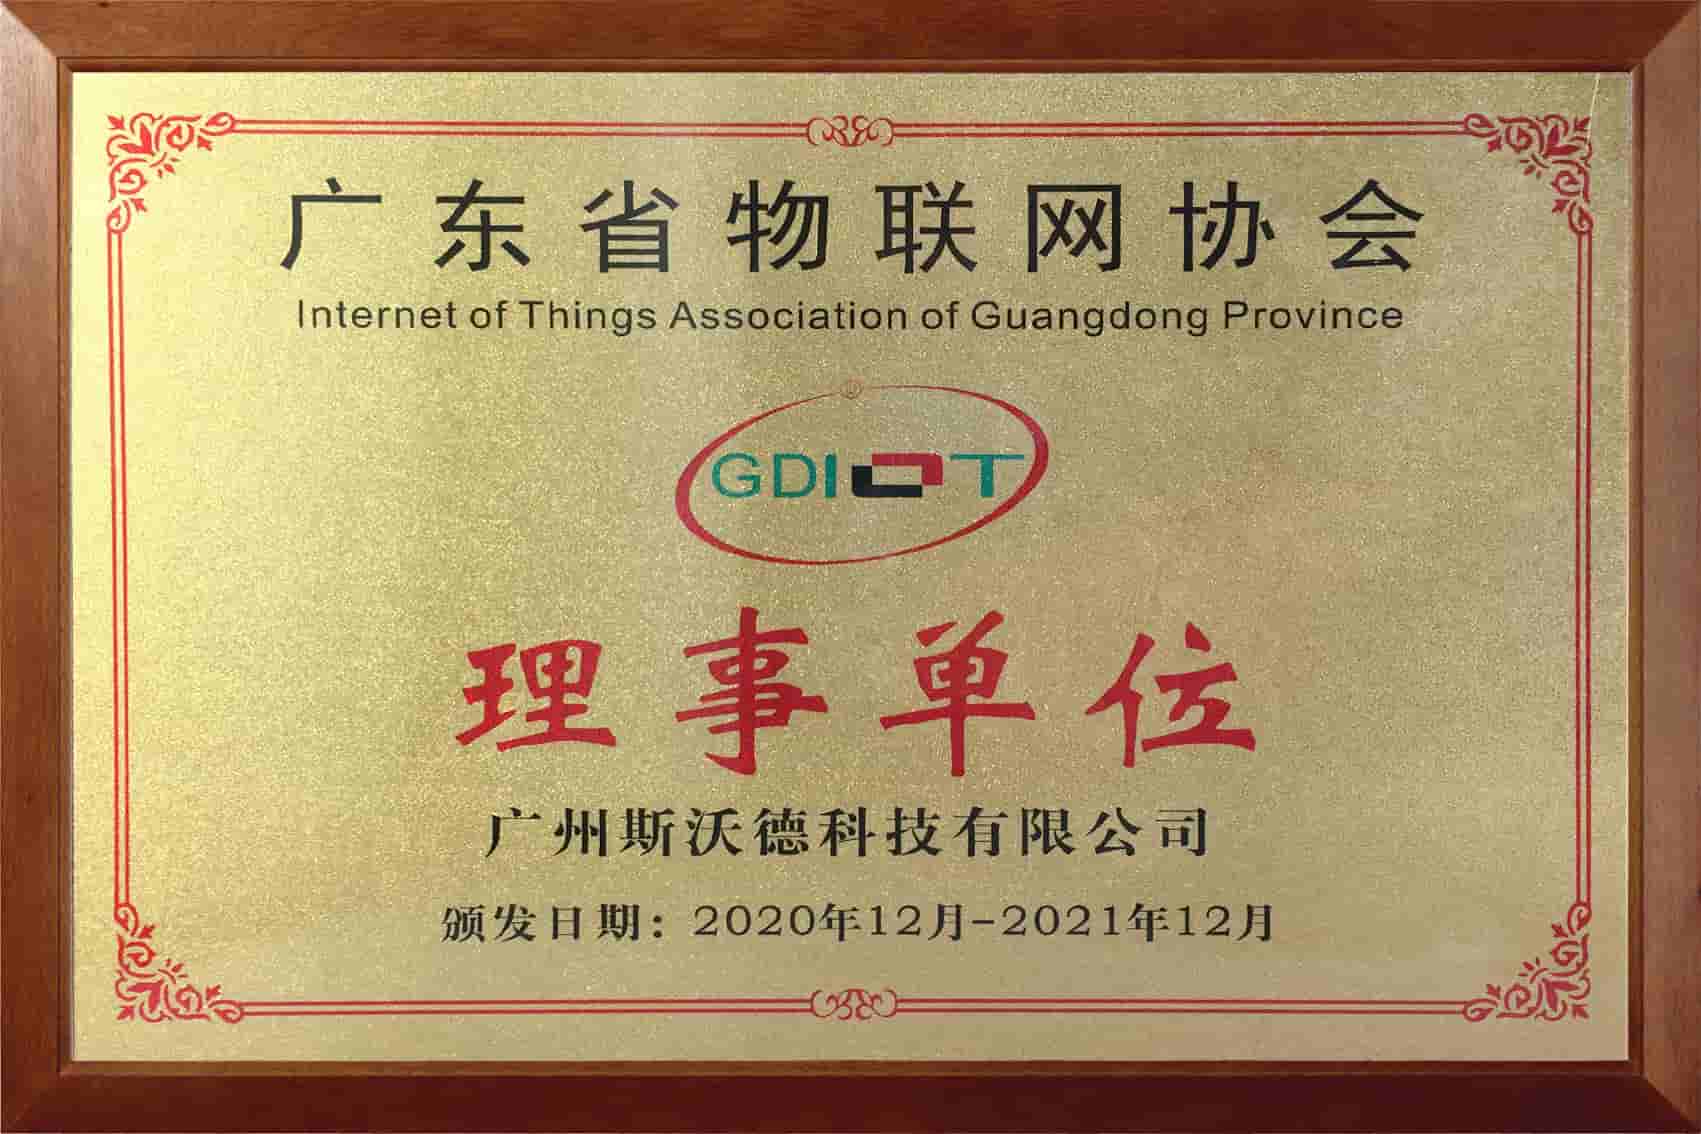 广东省物联网协会
Internet of Things Association of Guangdong Province
GDIOT
理事单位
广州斯沃德科技有限公司
颁发日期：2020年12月-2021年12月